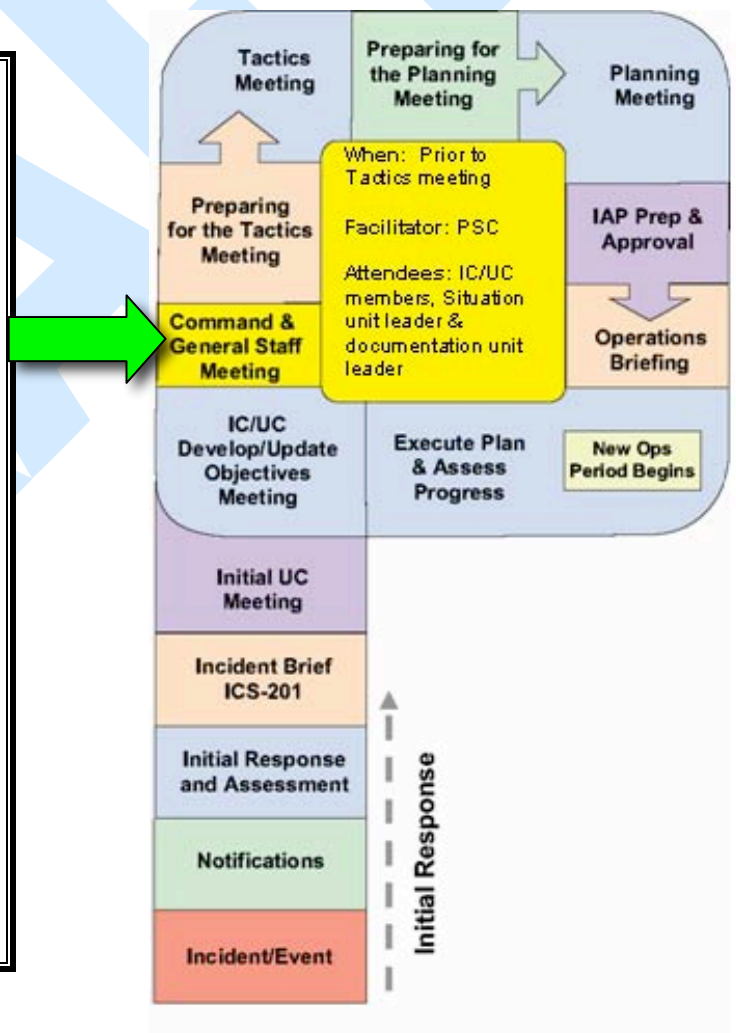 Tactics
Meeting
Preparing for
the Planning
Meeting
Planning
Meeting
When: Prior to
Tactics meeting
Facilitator: PSC
Attendees: IC/UC
members, Situation
unit leader &
documentation unit
leader
Preparing
for the Tactics
Meeting
IAP Prep &
Approval
Command &
General Staff
Meeting
Operations
Briefing
IC/UC
Develop/Update
Objectives
Meeting
Execute Plan
& Assess
Progress
New Ops
Period Begins
Initial UC
Meeting
Incident Brief
ICS-201
Initial Response
and Assessment
Notifications
Incident/Event
Initial Response